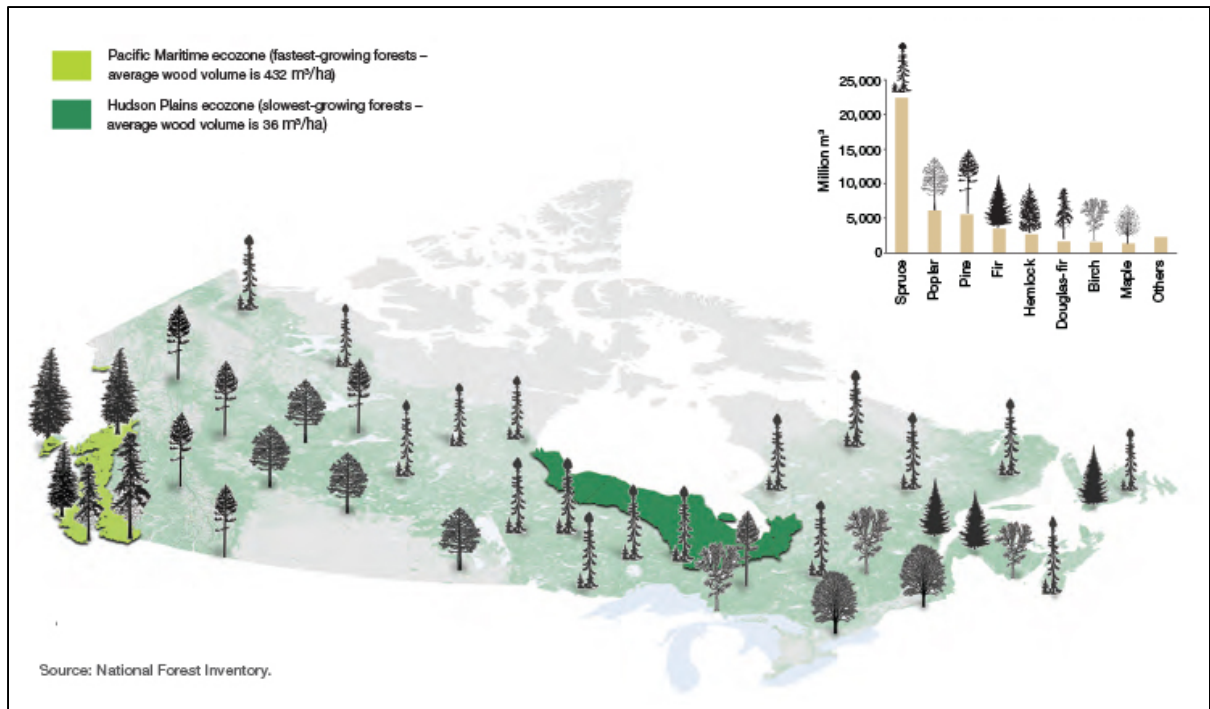 Pacific Maritime ecozone (fastest-growing forests –
average wood volume is 432 m³/ha)
Hudson Plains ecozone (slowest-growing forests –
average wood volume is 36 m³/ha)
Million m³
25,000
20,000
15,000
10,000
5,000
0
Spruce
Poplar
Pine
Fir
Hemlock
Douglas-fir
Birch
Maple
Others
Source: National Forest Inventory.